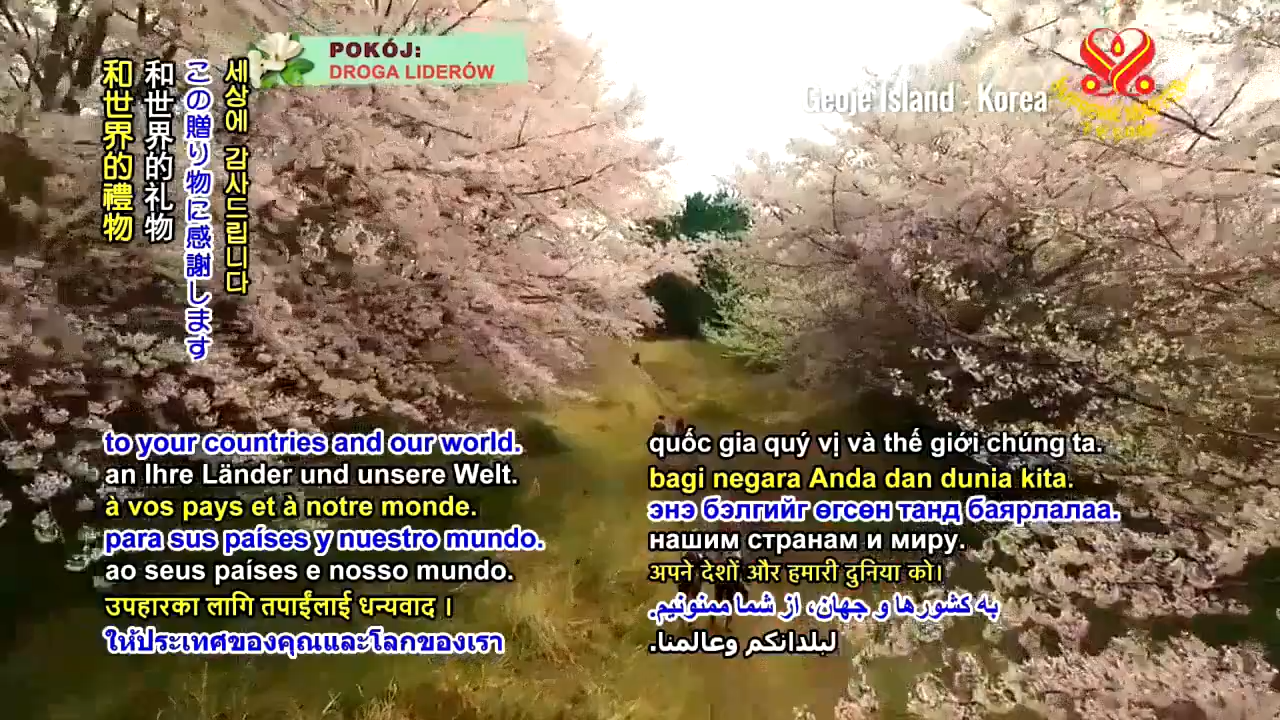 POKÓJ:
DROGA LIDERÓW
Geoje Island , Korea
세상에 감사드립니다
この贈り物に感謝します
和世界的礼物
和世界的禮物
to your countries and our world.
an Ihre Länder und unsere Welt.
à vos pays et à notre monde.
para sus países y nuestro mundo.
ao seus países e nosso mundo.
उपहारका लागि तपाईंलाई धन्यवाद ।
ให้ประเทศของคุณและโลกของเรา
quốc gia quý vị và thế giới chúng ta.
bagi negara Anda dan dunia kita.
энэ бэлгийг өгсөн танд баярлалаа.
нашим странам и миру.
अपने देशों और हमारी दुनिया को।
به کشورها و جهان، از شما ممنونیم.
لبلدانكم وعالمنا.